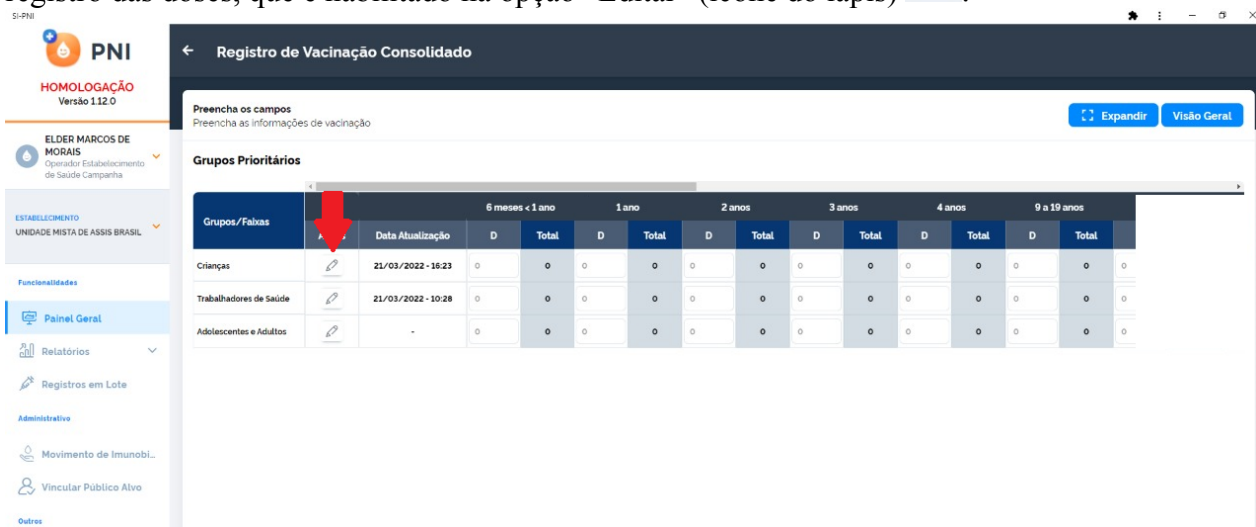 registro das doses, que é habilitado na opção "Editar" (ícone do lápis)
SI-PNI
PNI
HOMOLOGAÇÃO
Versão 1.12.0
ELDER MARCOS DE
MORAIS
Operador Estabelecimento
de Saúde Campanha
ESTABELECIMENTO
UNIDADE MISTA DE ASSIS BRASIL
Funcionalidades
Painel Geral
Relatórios
Registros em Lote
Administrativo
Movimento de Imunobi...
Vincular Público Alvo
Outros
Registro de Vacinação Consolidado
Preencha os campos
Preencha as informações de vacinação
Expandir Visão Geral
Grupos Prioritários
Grupos/Faixas 6 meses < 1 ano 1 ano 2 anos 3 anos 4 anos 9 a 19 anos
Data Atualização D Total D Total D Total D Total D Total D Total
Crianças 21/03/2022 - 16:23 0 0 0 0 0 0 0 0 0 0 0 0 0
Trabalhadores de Saúde 21/03/2022 - 10:28 0 0 0 0 0 0 0 0 0 0 0 0 0
Adolescentes e Adultos - 0 0 0 0 0 0 0 0 0 0 0 0 0